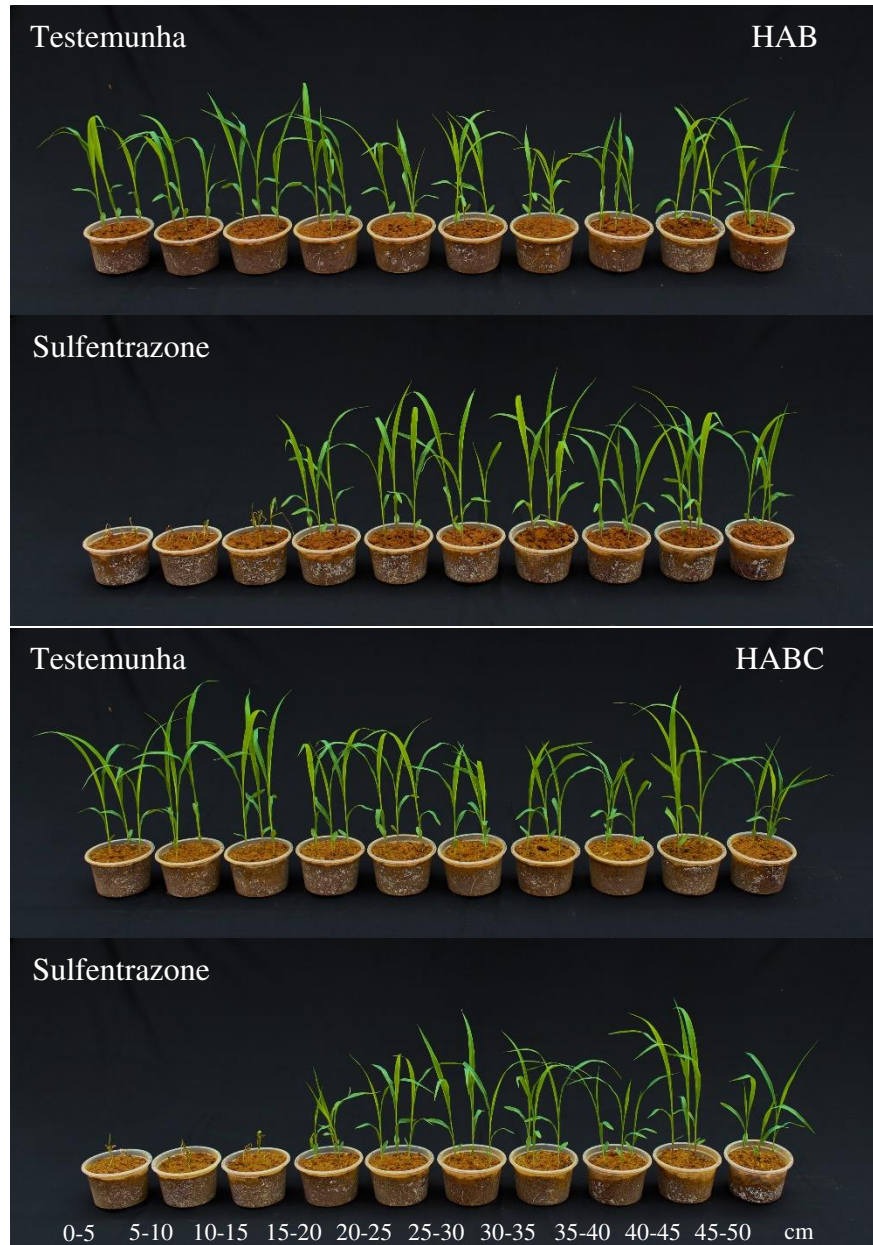 Testemunha HAB
Sulfentrazone
Testemunha HABC
Sulfentrazone
0-5 5-10 10-15 15-20 20-25 25-30 30-35 35-40 40-45 45-50 cm